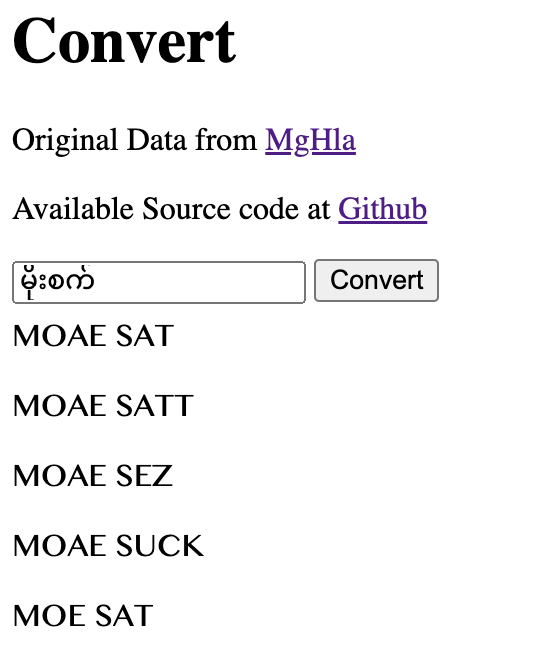 Convert
Original Data from MgHla
Available Source code at Github
မိုးစက် Convert
MOAE SAT
MOAE SATT
MOAE SEZ
MOAE SUCK
MOE SAT